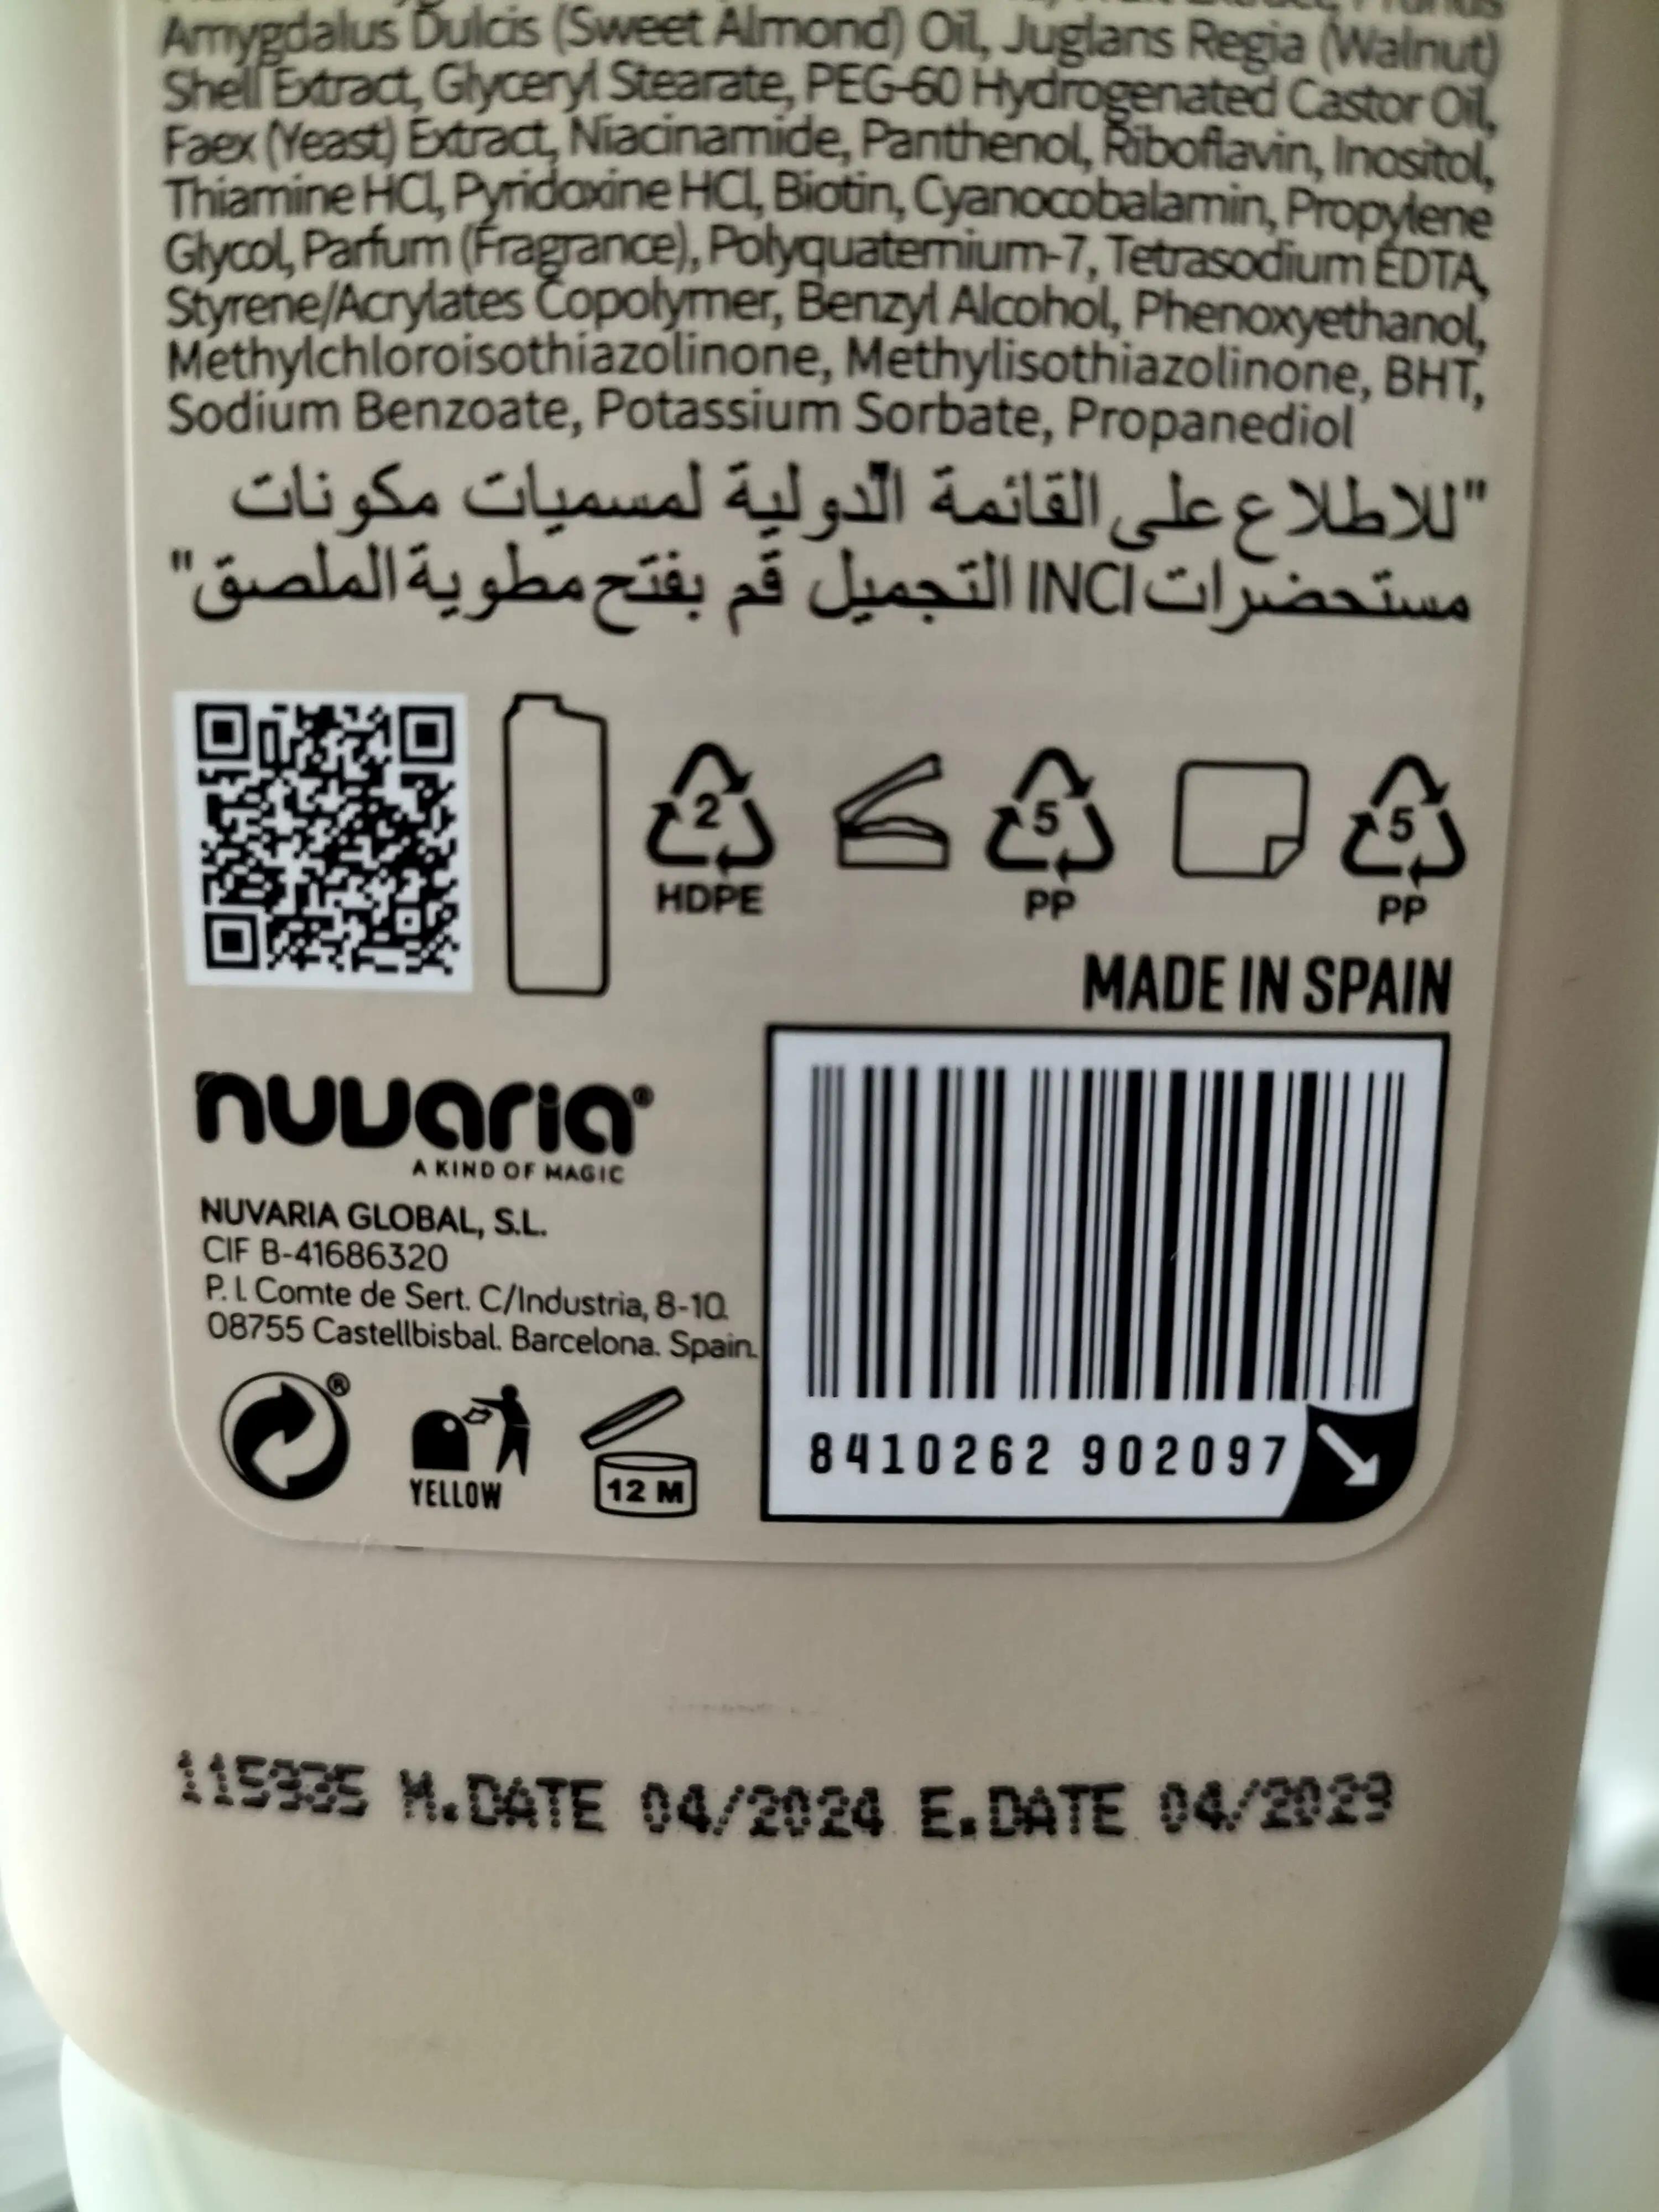 Amygdalus Dulcis (Sweet Almond) Oil, Juglans Regia (Walnut)
Shell Extract, Glyceryl Stearate, PEG-60 Hydrogenated Castor Oil,
Faex (Yeast) Extract, Niacinamide, Panthenol, Riboflavin, Inositol,
Thiamine HCl, Pyridoxine HCl, Biotin, Cyanocobalamin, Propylene
Glycol, Parfum (Fragrance), Polyquaternium-7, Tetrasodium EDTA,
Styrene/Acrylates Copolymer, Benzyl Alcohol, Phenoxyethanol,
Methylchloroisothiazolinone, Methylisothiazolinone, BHT,
Sodium Benzoate, Potassium Sorbate, Propanediol
"للاطلاع على القائمة الدولية لمسميات مكونات
مستحضرات INCI التجميل قم بفتح مطوية الملصق"
2
HDPE
5
PP
5
PP
MADE IN SPAIN
nuvaria®
A KIND OF MAGIC
NUVARIA GLOBAL, S.L.
CIF B-41686320
P. I. Comte de Sert. C/Industria, 8-10.
08755 Castellbisbal. Barcelona. Spain.
®
YELLOW
12 M
8410262 902097
M.DATE 04/2024 E.DATE 04/2029